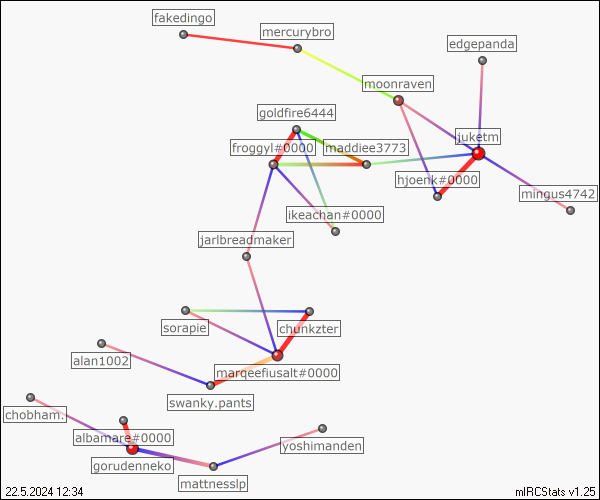 fakedingo
mercurybro
edgepanda
moonraven
goldfire6444
juketm
froggyl#0000
maddiee3773
hjoenk#0000
mingus4742
ikeachan#0000
jarlbreadmaker
sorapie
chunkzter
alan1002
marqeefiusalt#0000
swanky.pants
chobham.
albamare#0000
yoshimanden
gorudenneko
mattnesslp
22.5.2024 12:34
mIRCStats v1.25